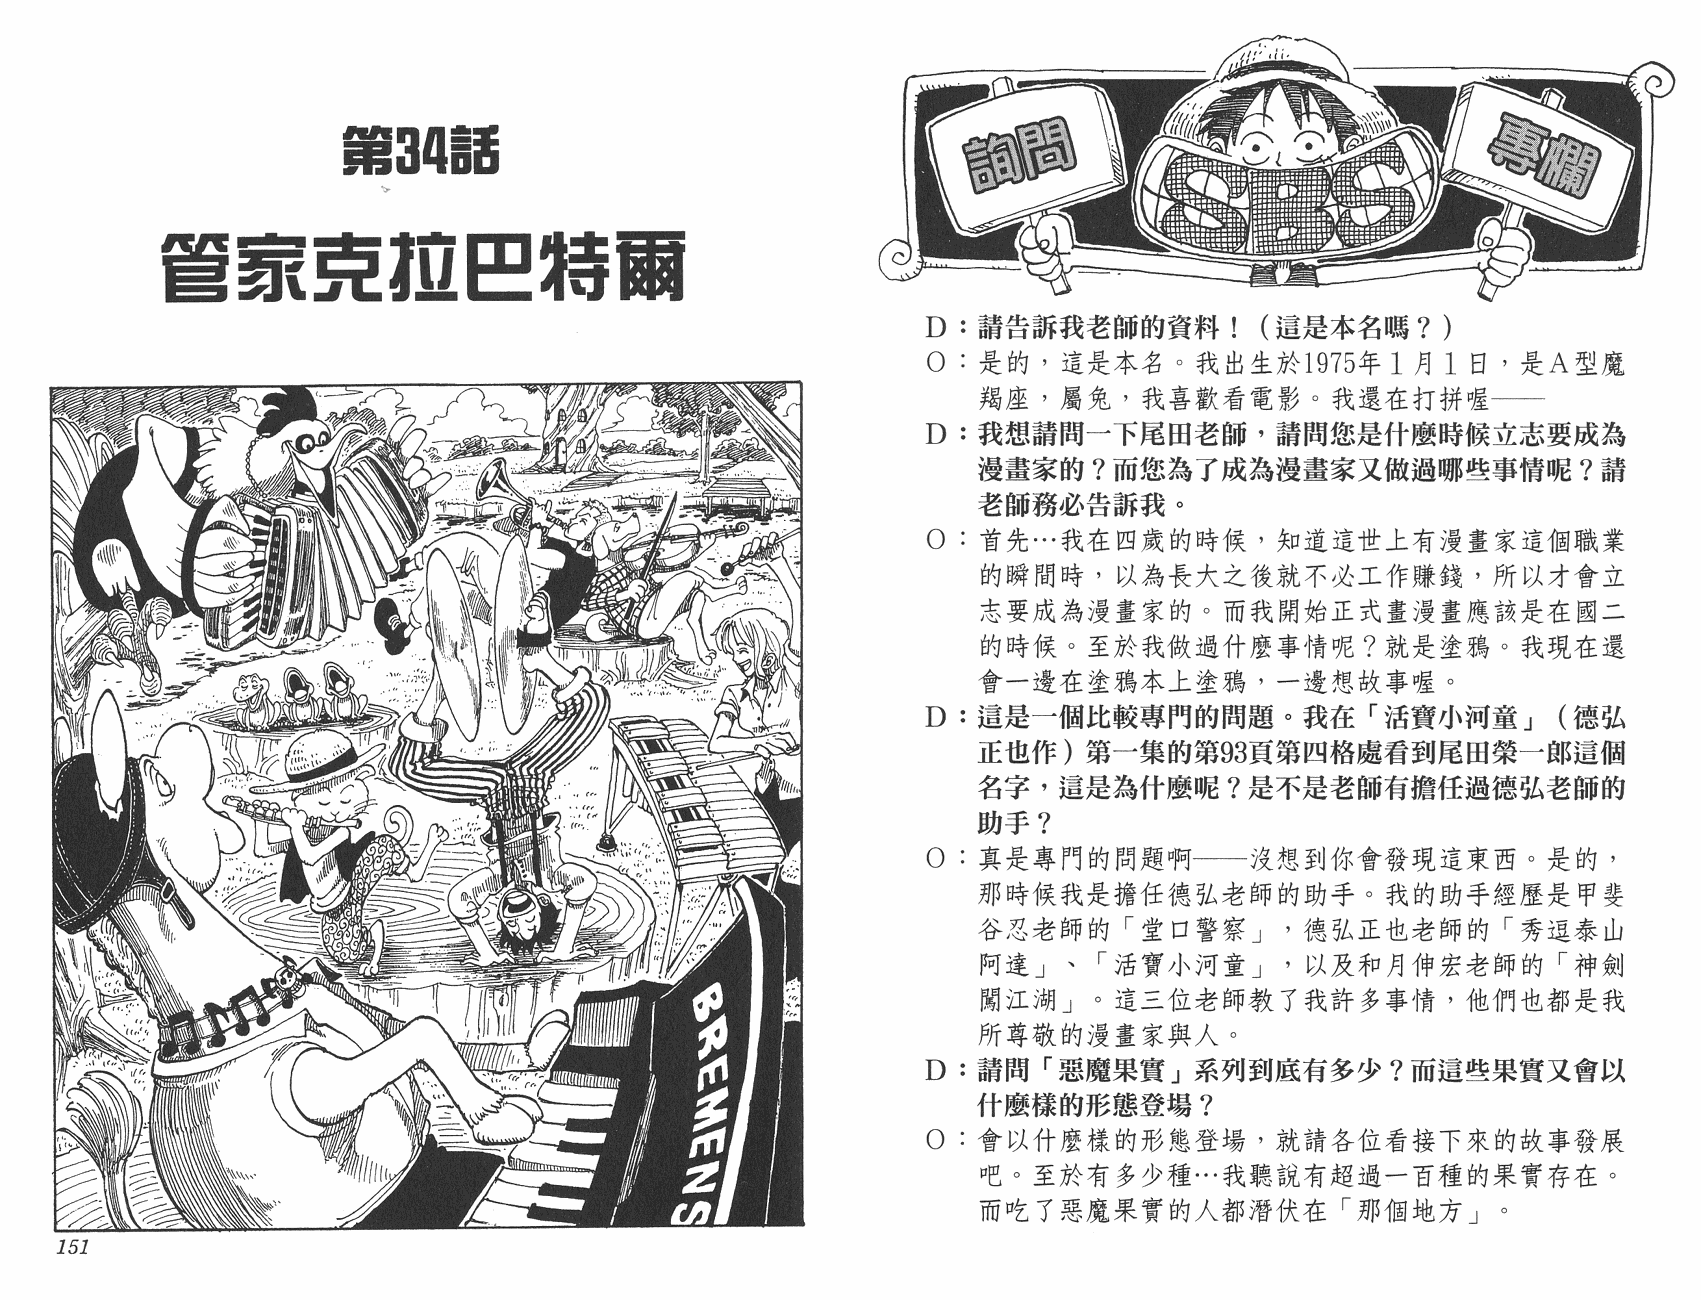 詢問
SBS
專欄
D：請告訴我老師的資料！（這是本名嗎？）
O：是的，這是本名。我出生於1975年１月１日，是Ａ型魔
羯座，屬兔，我喜歡看電影。我還在打拼喔——
D：我想請問一下尾田老師，請問您是什麼時候立志要成為
漫畫家的？而您為了成為漫畫家又做過哪些事情呢？請
老師務必告訴我。
O：首先…我在四歲的時候，知道這世上有漫畫家這個職業
的瞬間時，以為長大之後就不必工作賺錢，所以才會立
志要成為漫畫家的。而我開始正式畫漫畫應該是在國二
的時候。至於我做過什麼事情呢？就是塗鴉。我現在還
會一邊在塗鴉本上塗鴉，一邊想故事喔。
D：這是一個比較專門的問題。我在「活寶小河童」（德弘
正也作）第一集的第93頁第四格處看到尾田榮一郎這個
名字，這是為什麼呢？是不是老師有擔任過德弘老師的
助手？
O：真是專門的問題啊——沒想到你會發現這東西。是的，
那時候我是擔任德弘老師的助手。我的助手經歷是甲斐
谷忍老師的「堂口警察」，德弘正也老師的「秀逗泰山
阿達」、「活寶小河童」，以及和月伸宏老師的「神劍
闖江湖」。這三位老師教了我許多事情，他們也都是我
所尊敬的漫畫家與人。
D：請問「惡魔果實」系列到底有多少？而這些果實又會以
什麼樣的形態登場？
O：會以什麼樣的形態登場，就請各位看接下來的故事發展
吧。至於有多少種…我聽說有超過一百種的果實存在。
而吃了惡魔果實的人都潛伏在「那個地方」。
第34話
管家克拉巴特爾
BREMENS
151